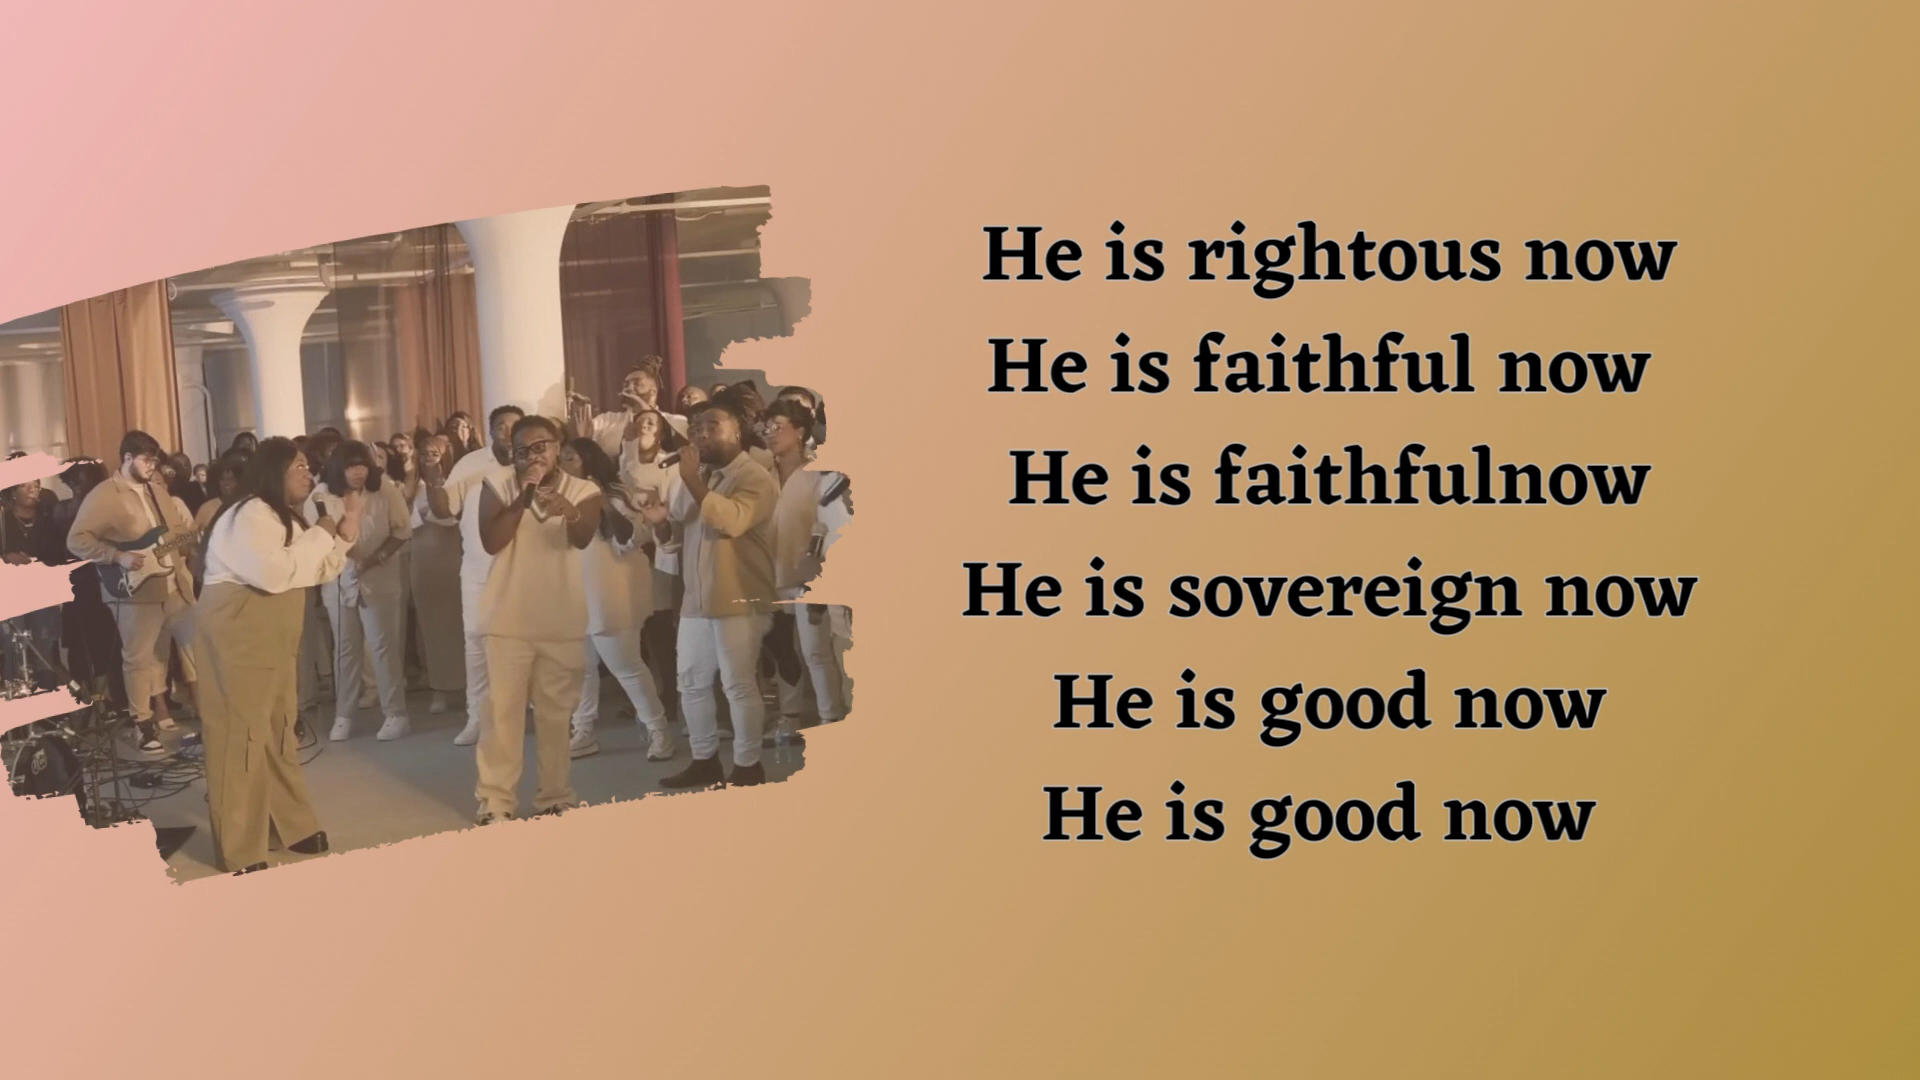 He is rightous now
He is faithful now
He is faithfulnow
He is sovereign now
He is good now
He is good now